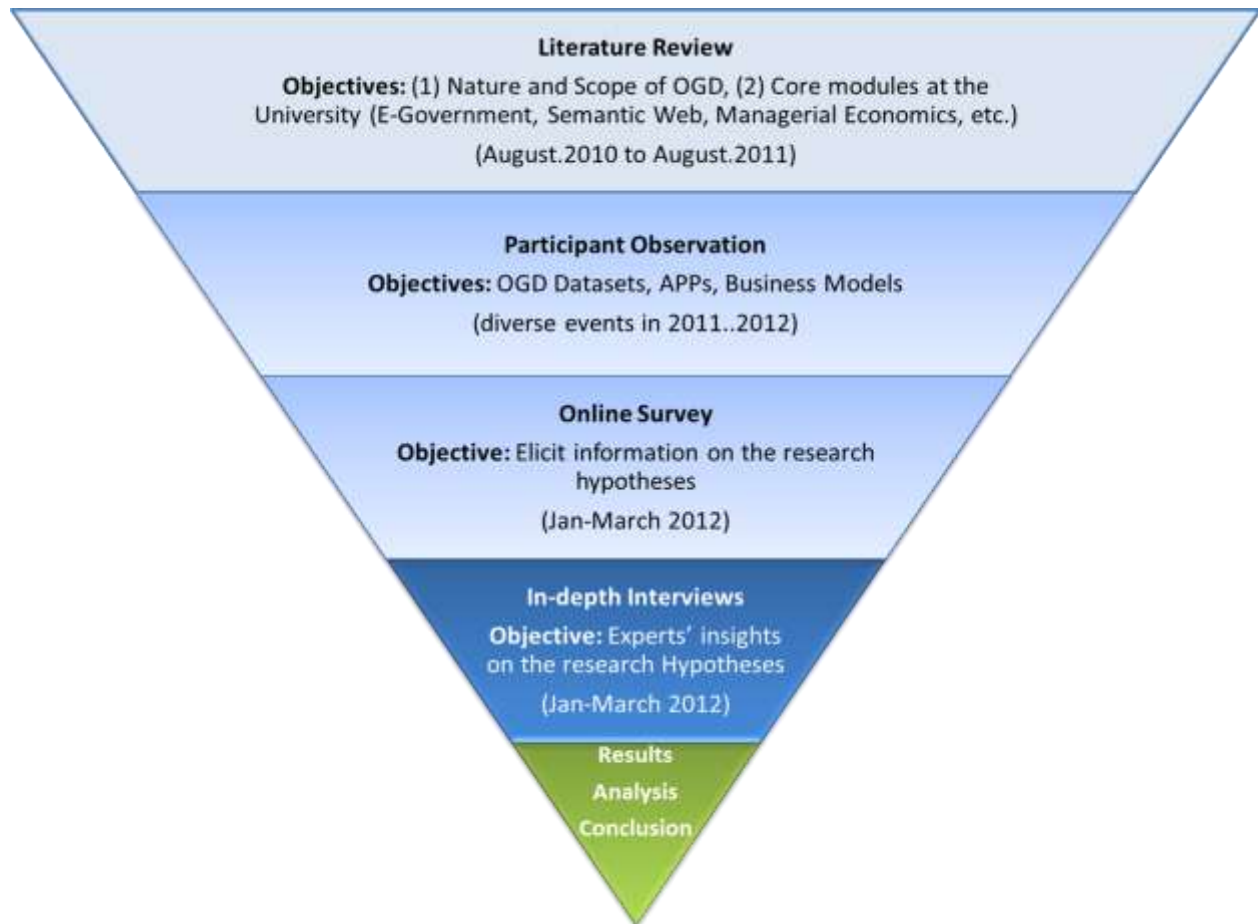 Literature Review
Objectives: (1) Nature and Scope of OGD, (2) Core modules at the
University (E-Government, Semantic Web, Managerial Economics, etc.)
(August.2010 to August.2011)
Participant Observation
Objectives: OGD Datasets, APPs, Business Models
(diverse events in 2011..2012)
Online Survey
Objective: Elicit information on the research
hypotheses
(Jan-March 2012)
In-depth Interviews
Objective: Experts’ insights
on the research Hypotheses
(Jan-March 2012)
Results
Analysis
Conclusion